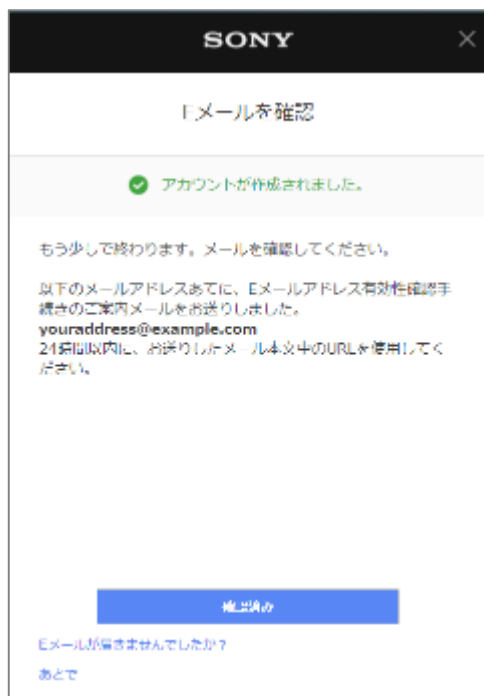 SONY
Eメールを確認
アカウントが作成されました。
もう少しで終わります。メールを確認してください。
以下のメールアドレスあてに、Eメールアドレス有効性確認手
続きのご案内メールをお送りしました。
youraddress@example.com
24時間以内に、お送りしたメール本文中のURLを使用してく
ださい。
確認済み
Eメールが届きませんでしたか？
あとで